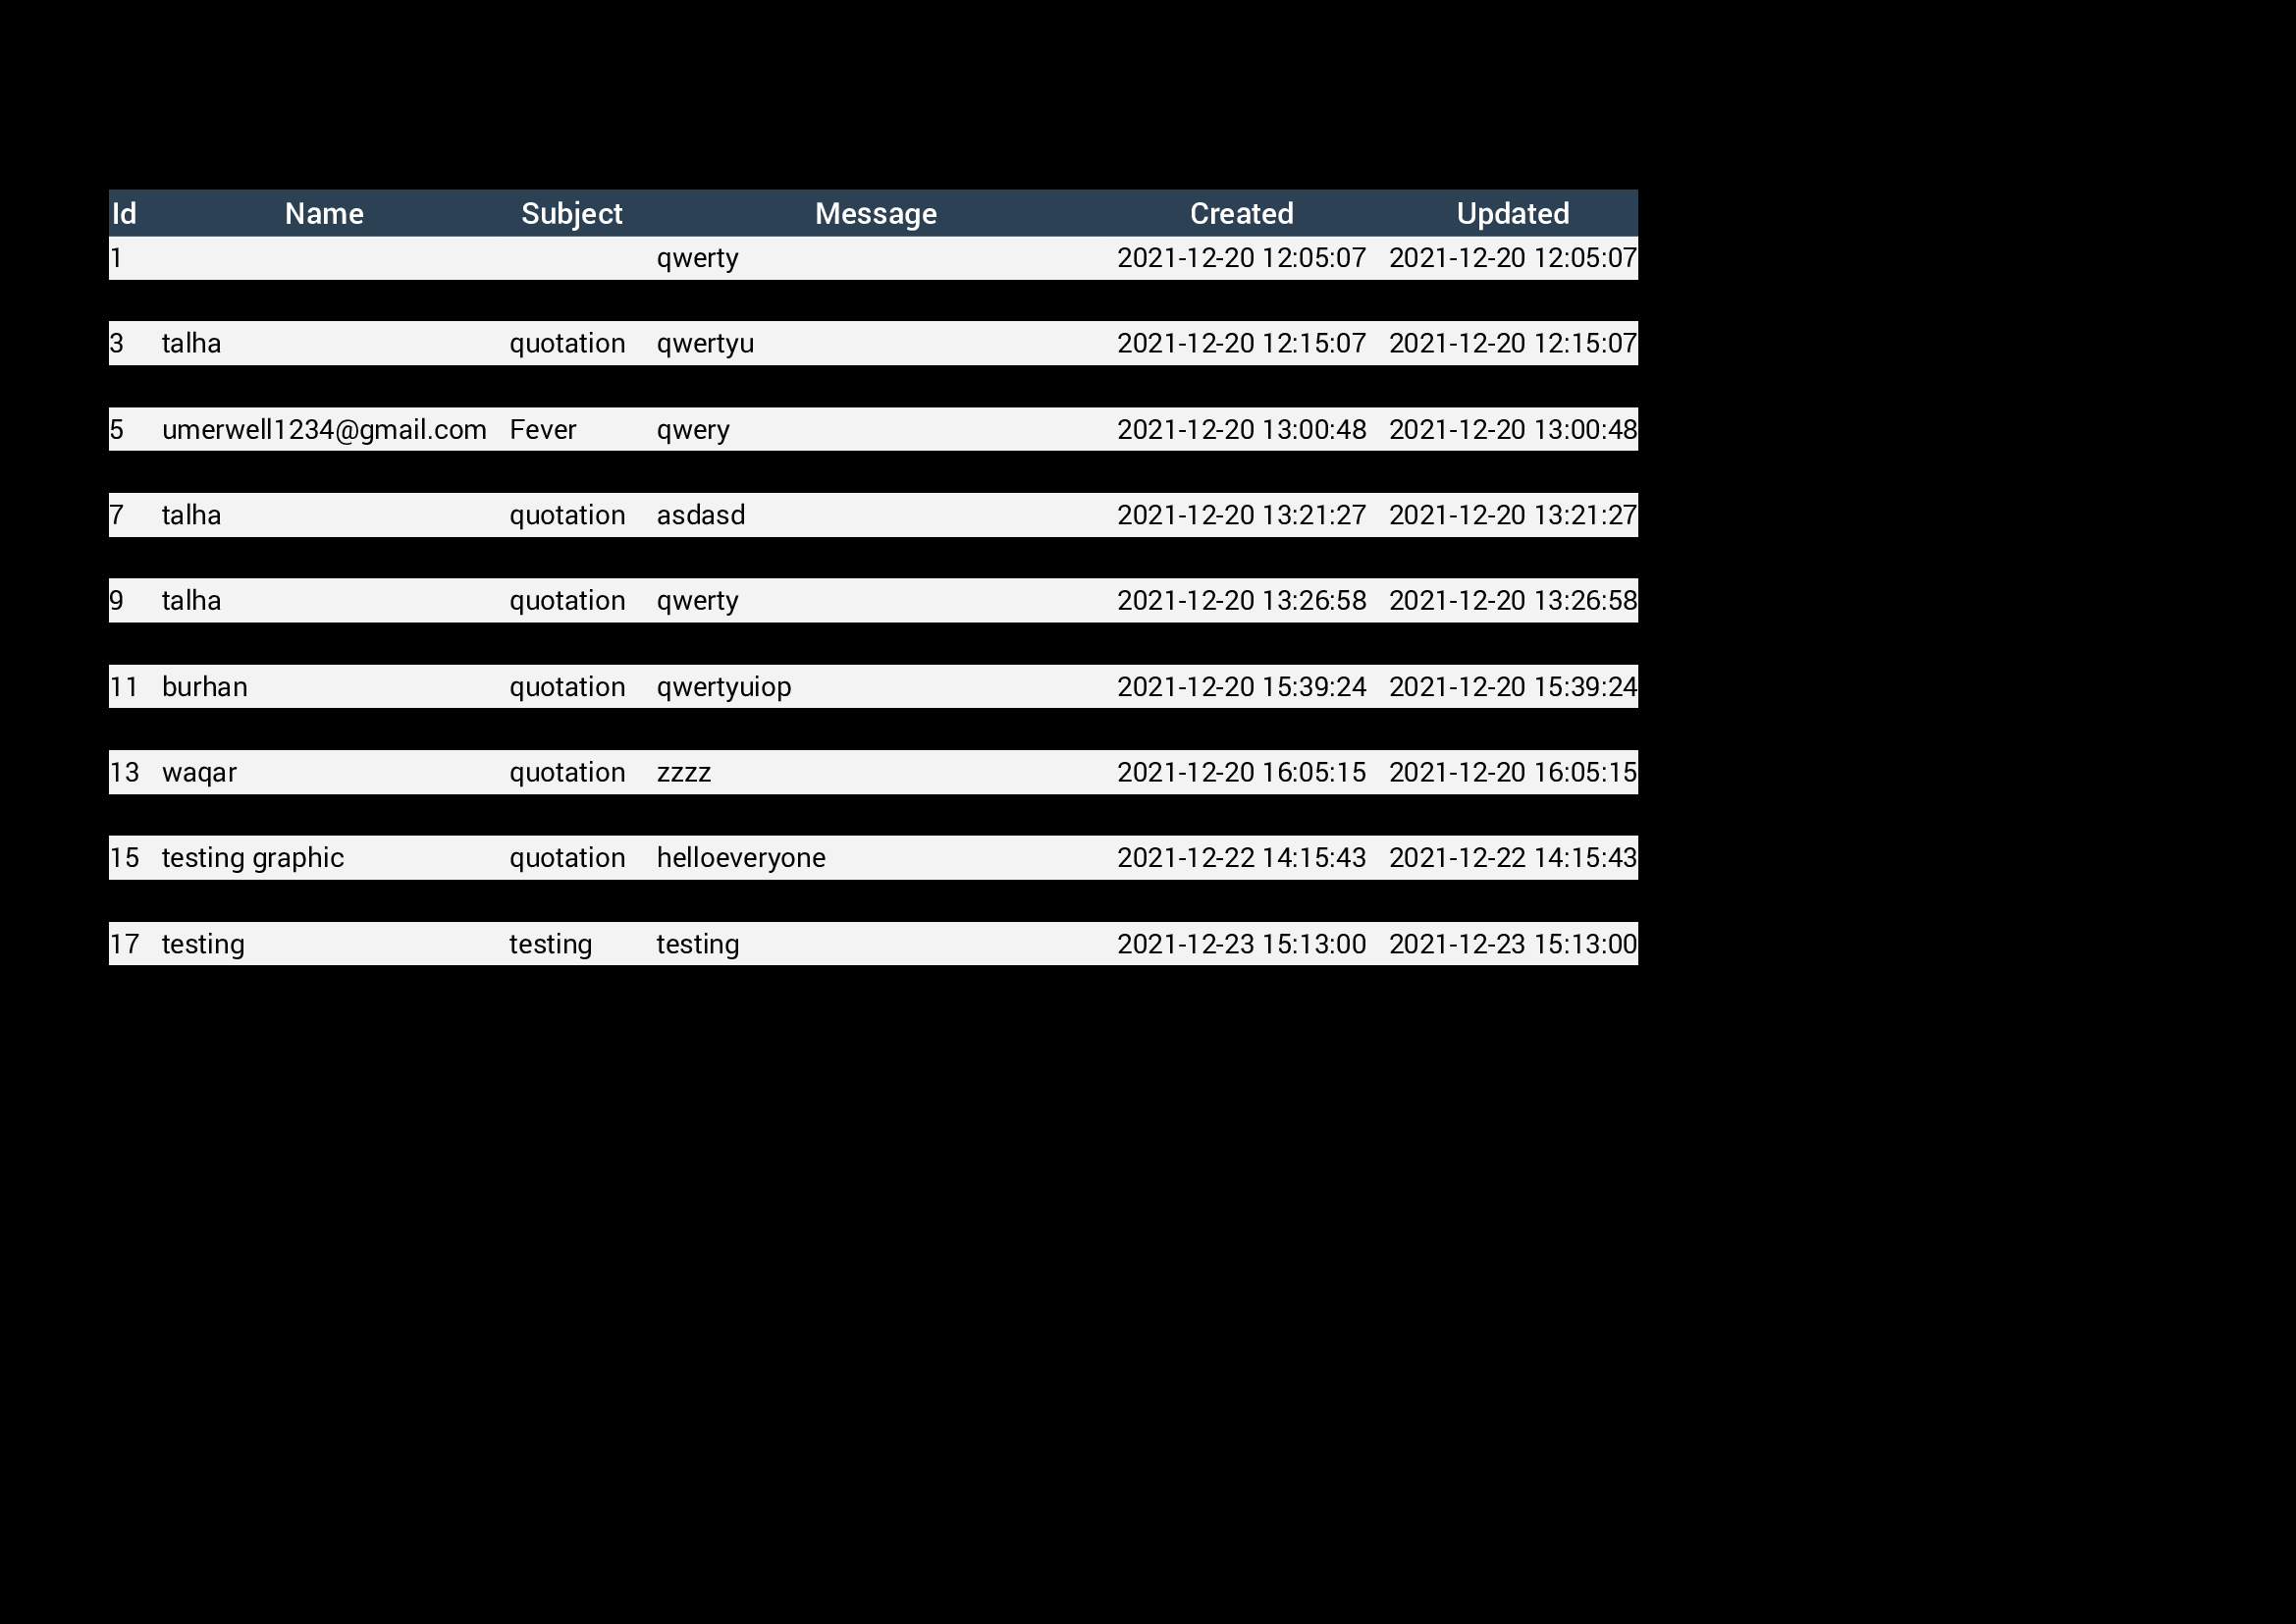 Id Name Subject Message Created Updated
1 qwerty 2021-12-20 12:05:07 2021-12-20 12:05:07
3 talha quotation qwertyu 2021-12-20 12:15:07 2021-12-20 12:15:07
5 umerwell1234@gmail.com Fever qwery 2021-12-20 13:00:48 2021-12-20 13:00:48
7 talha quotation asdasd 2021-12-20 13:21:27 2021-12-20 13:21:27
9 talha quotation qwerty 2021-12-20 13:26:58 2021-12-20 13:26:58
11 burhan quotation qwertyuiop 2021-12-20 15:39:24 2021-12-20 15:39:24
13 waqar quotation zzzz 2021-12-20 16:05:15 2021-12-20 16:05:15
15 testing graphic quotation helloeveryone 2021-12-22 14:15:43 2021-12-22 14:15:43
17 testing testing testing 2021-12-23 15:13:00 2021-12-23 15:13:00